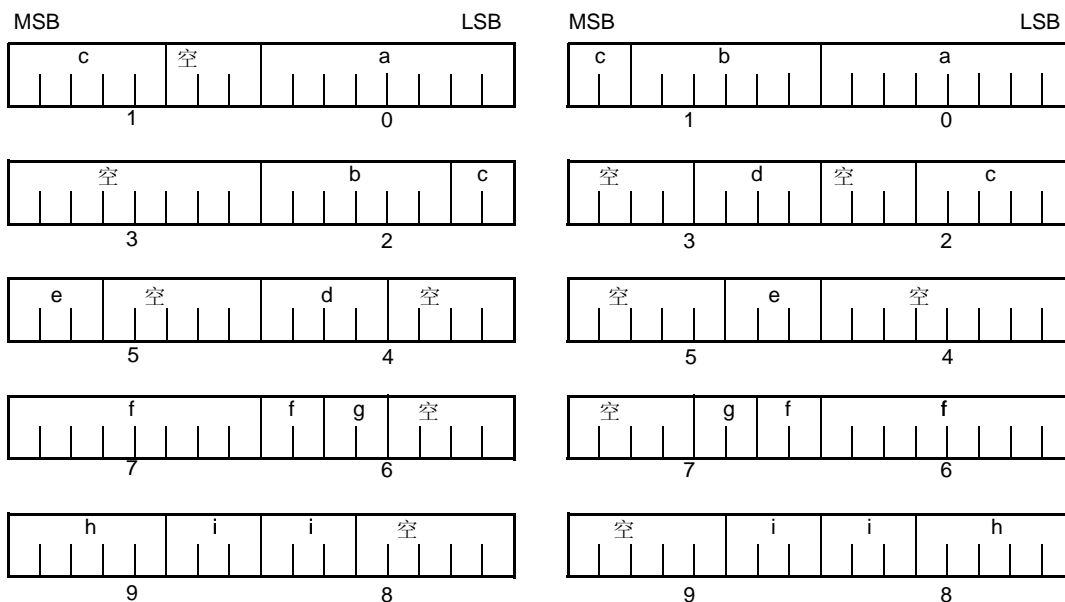 MSB LSB MSB LSB
c 空 a c b a
1 0 1 0
空 b c 空 d 空 c
3 2 3 2
e 空 d 空 空 e 空
5 4 5 4
f f g 空 空 g f f
7 6 7 6
h i i 空 空 i i h
9 8 9 8